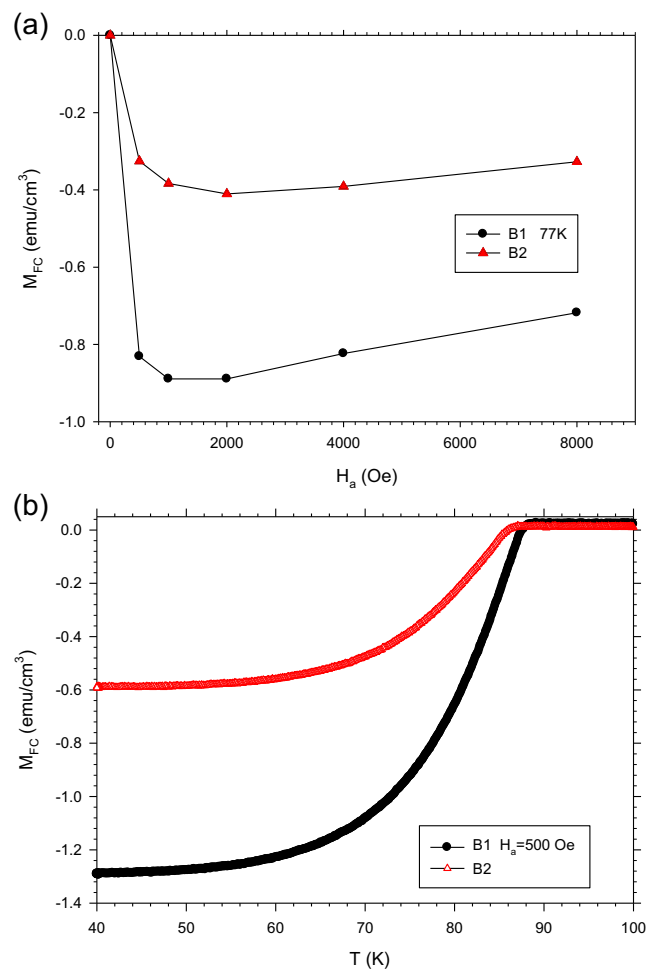 (a)
0.0
-0.2
-0.4
-0.6
-0.8
-1.0
M_FC (emu/cm³)
B1 77K
B2
0 2000 4000 6000 8000
H_a (Oe)
(b)
0.0
-0.2
-0.4
-0.6
-0.8
-1.0
-1.2
-1.4
M_FC (emu/cm³)
B1 H_a=500 Oe
B2
40 50 60 70 80 90 100
T (K)